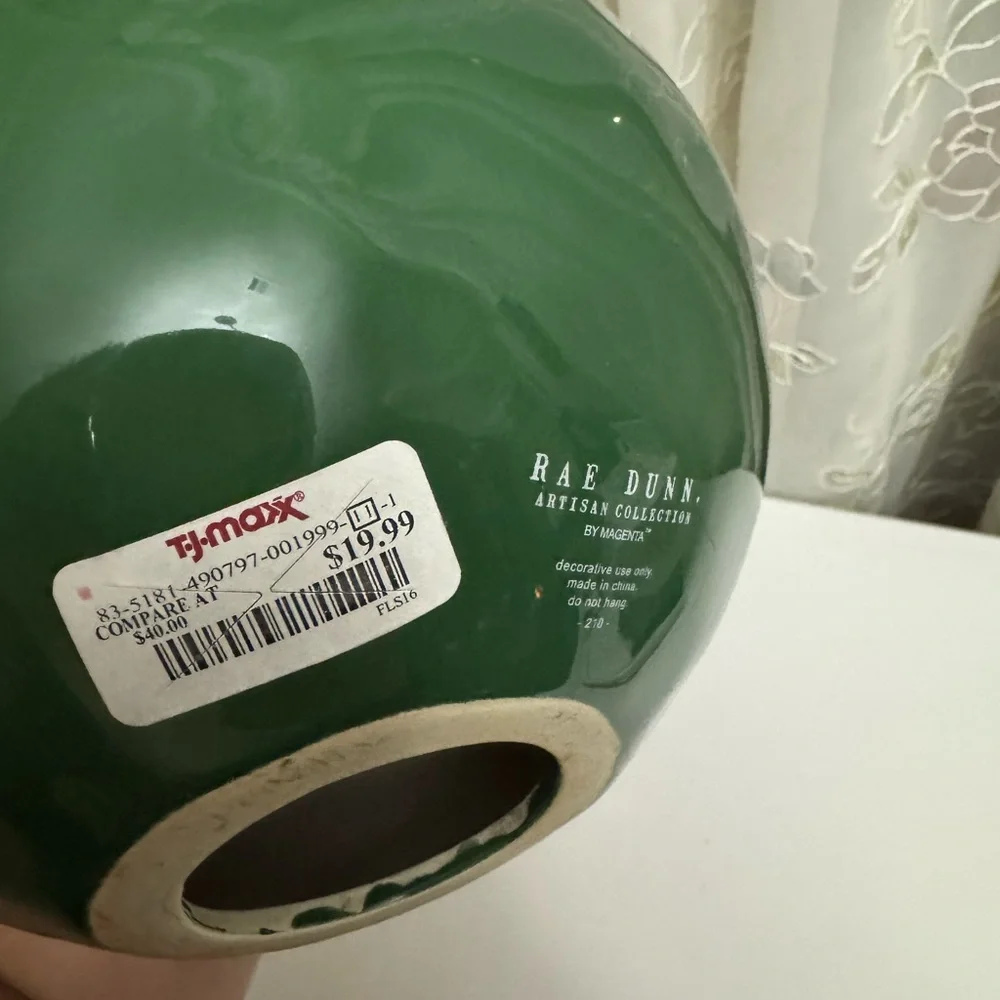 T·J·maxx®
83-5181-490797-001999-11-1
COMPARE AT $19.99
$40.00
FLS16
RAE DUNN.
ARTISAN COLLECTION
BY MAGENTA™
decorative use only.
made in china.
do not hang.
- 210 -